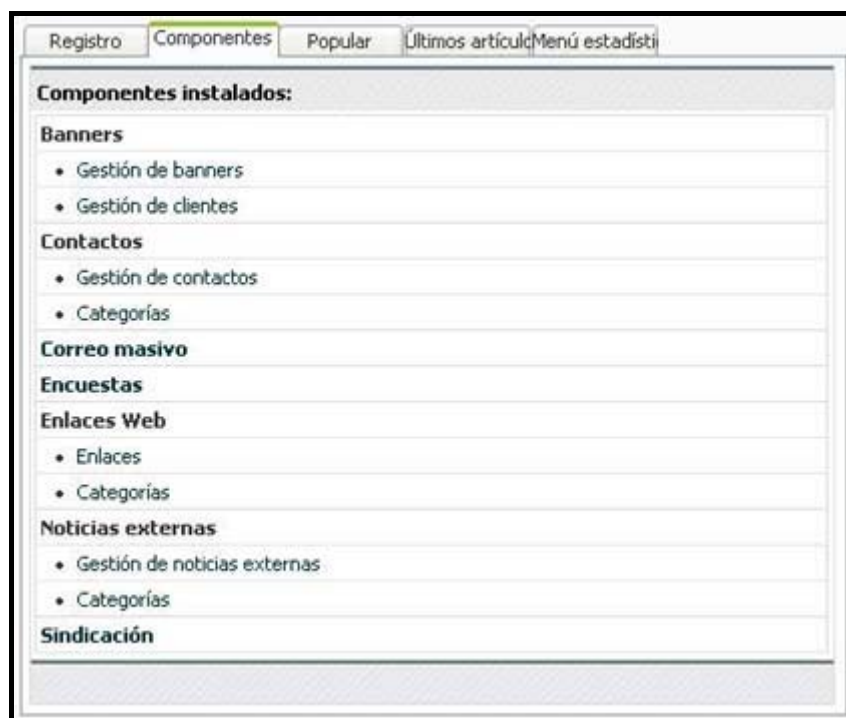 Registro Componentes Popular Últimos artículc Menú estadísti
Componentes instalados:
Banners
• Gestión de banners
• Gestión de clientes
Contactos
• Gestión de contactos
• Categorías
Correo masivo
Encuestas
Enlaces Web
• Enlaces
• Categorías
Noticias externas
• Gestión de noticias externas
• Categorías
Sindicación